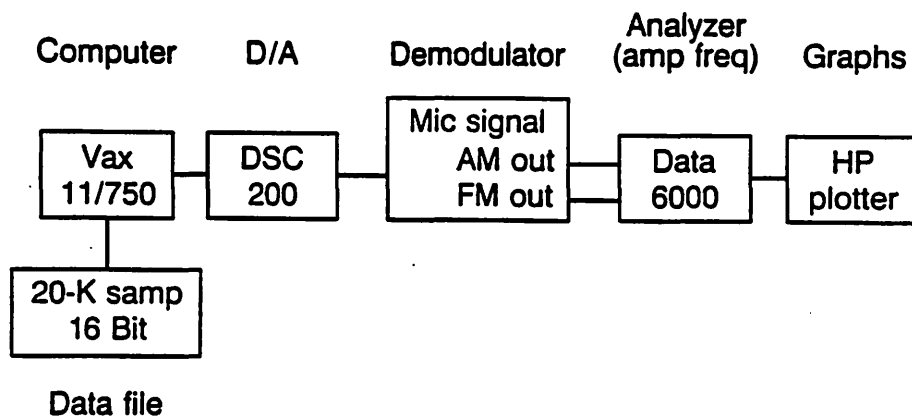 Computer
D/A
Demodulator
Analyzer
(amp freq)
Graphs
Vax
11/750
DSC
200
Mic signal
AM out
FM out
Data
6000
HP
plotter
20-K samp
16 Bit
Data file